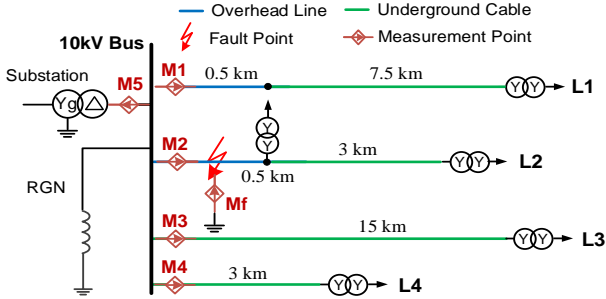 Overhead Line
Underground Cable
Fault Point
Measurement Point
10kV Bus
Substation
M5
M1
0.5 km
7.5 km
L1
Yg
Y Y
Y
Y
M2
3 km
0.5 km
Y Y
L2
RGN
Mf
M3
15 km
Y Y
L3
M4
3 km
Y Y
L4